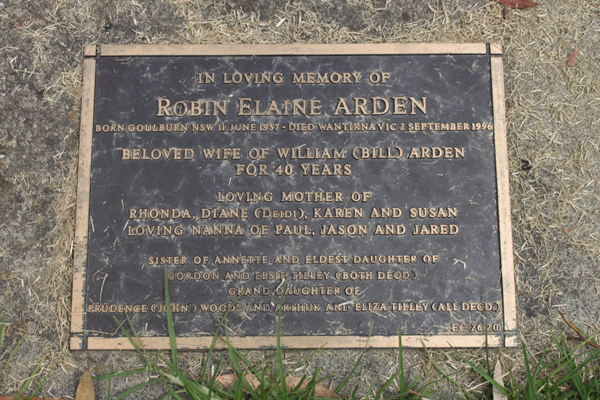 IN LOVING MEMORY OF
ROBIN ELAINE ARDEN
BORN GOULBURN NSW 11 JUNE 1937 - DIED WANTIRNA VIC 2 SEPTEMBER 1996
BELOVED WIFE OF WILLIAM (BILL) ARDEN
FOR 40 YEARS
LOVING MOTHER OF
RHONDA, DIANE (DEIDI), KAREN AND SUSAN
LOVING NANNA OF PAUL, JASON AND JARED
SISTER OF ANNETTE AND ELDEST DAUGHTER OF
GORDON AND ELSIE TILLEY (BOTH DECD.)
GRAND DAUGHTER OF
PRUDENCE ('JOHN') WOODS AND ARTHUR AND ELIZA TILLEY (ALL DECD.)
EC 26 20